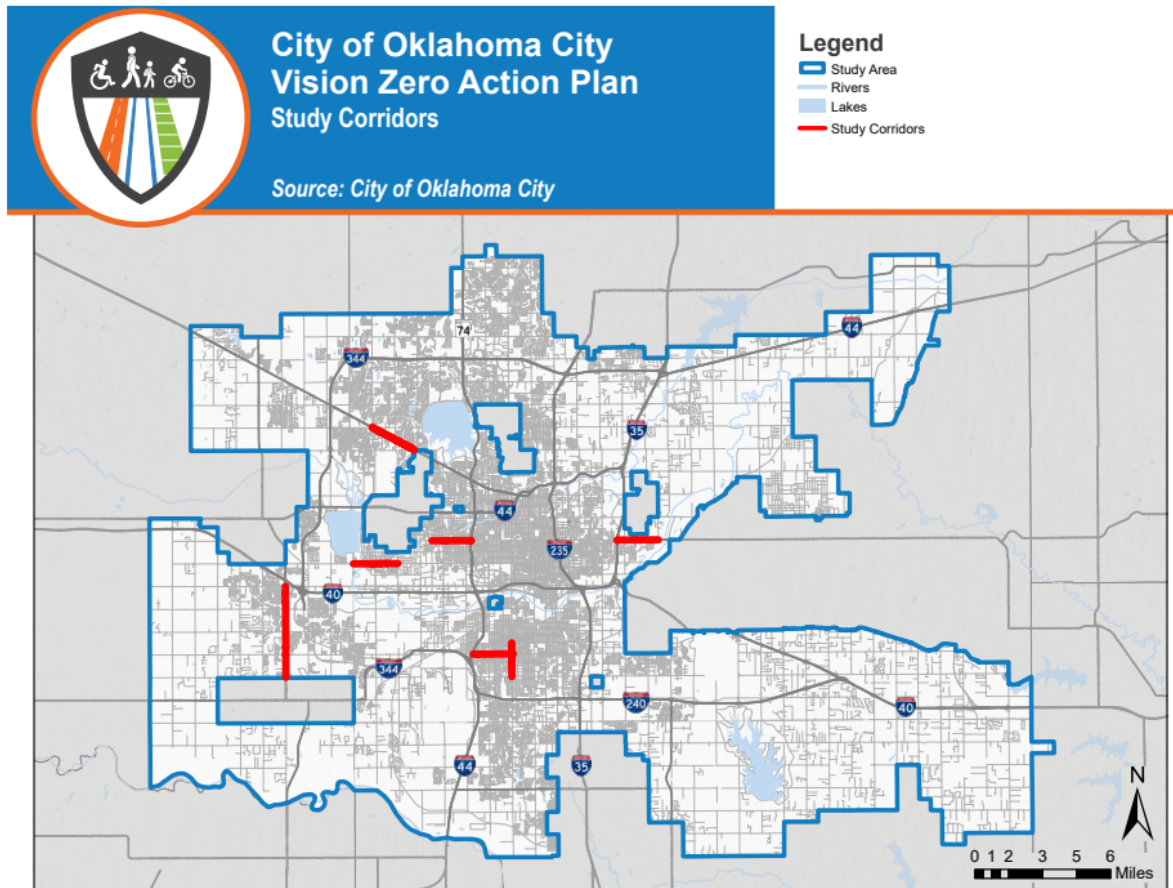 City of Oklahoma City
Vision Zero Action Plan
Study Corridors
Source: City of Oklahoma City
Legend
Study Area
Rivers
Lakes
Study Corridors
74
44
344
35
44
235
40
344
240
40
44
35
N
0 1 2 3 5 6
Miles